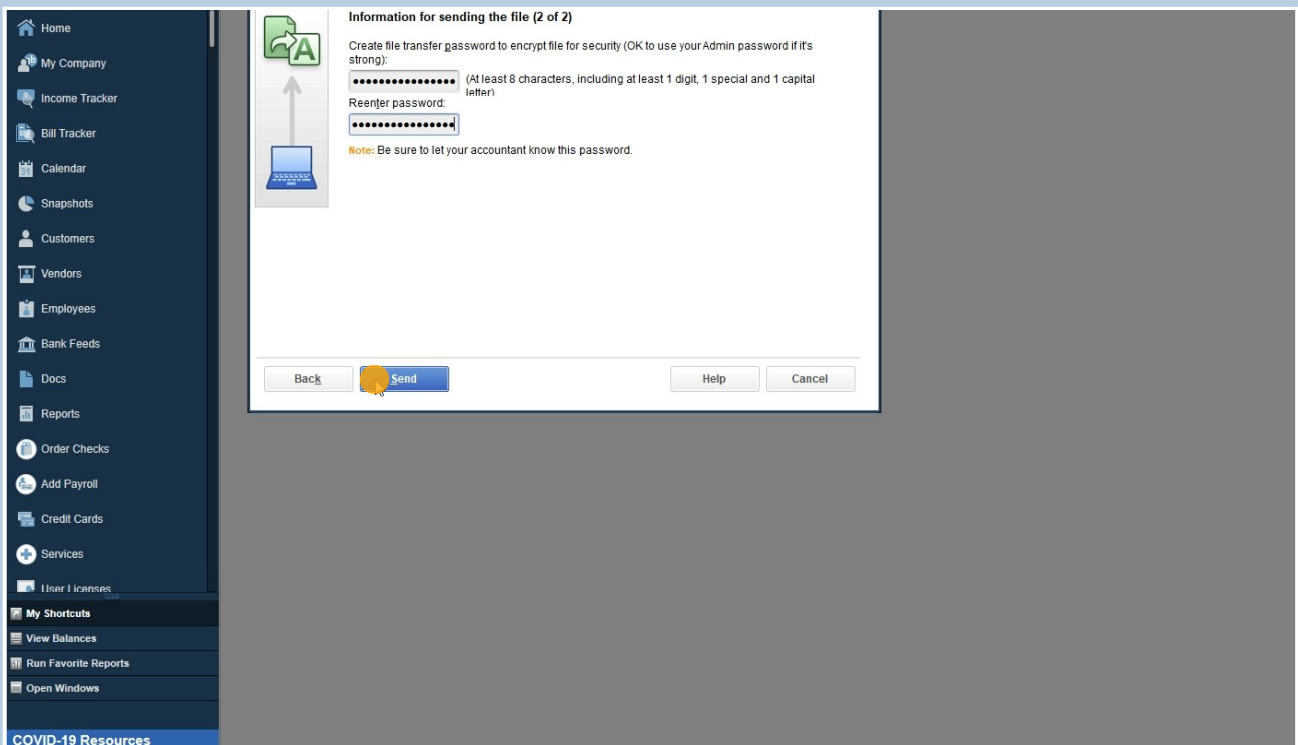 Home
My Company
Income Tracker
Bill Tracker
Calendar
Snapshots
Customers
Vendors
Employees
Bank Feeds
Docs
Reports
Order Checks
Add Payroll
Credit Cards
Services
User Licenses
My Shortcuts
View Balances
Run Favorite Reports
Open Windows
COVID-19 Resources
Information for sending the file (2 of 2)
Create file transfer password to encrypt file for security (OK to use your Admin password if it's
strong):
(At least 8 characters, including at least 1 digit, 1 special and 1 capital
letter)
Reenter password:
Note: Be sure to let your accountant know this password.
Back
Send
Help
Cancel